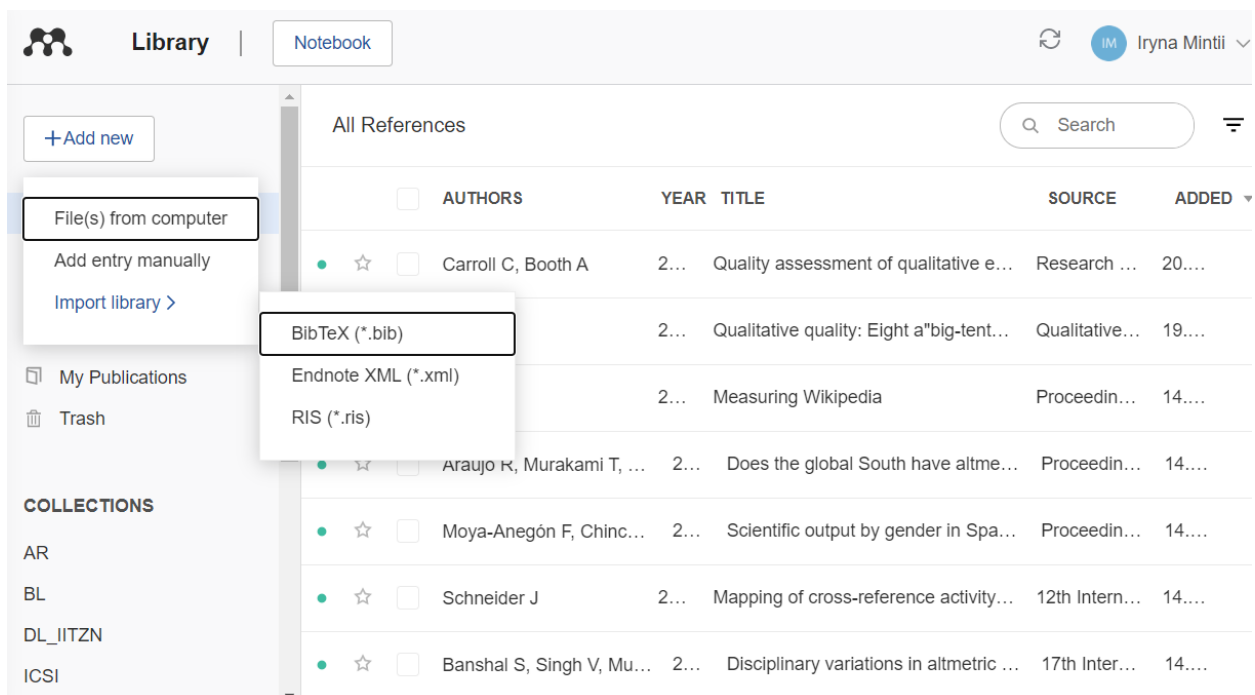 Library | Notebook IM Iryna Mintii
+Add new
All References Search
AUTHORS YEAR TITLE SOURCE ADDED
File(s) from computer
Add entry manually
Import library >
BibTeX (*.bib)
Endnote XML (*.xml)
RIS (*.ris)
My Publications
Trash
COLLECTIONS
AR
BL
DL_IITZN
ICSI
Carroll C, Booth A 2... Quality assessment of qualitative e... Research ... 20....
2... Qualitative quality: Eight a"big-tent... Qualitative... 19....
2... Measuring Wikipedia Proceedin... 14....
Araujo R, Murakami T, ... 2... Does the global South have altme... Proceedin... 14....
Moya-Anegón F, Chinc... 2... Scientific output by gender in Spa... Proceedin... 14....
Schneider J 2... Mapping of cross-reference activity... 12th Intern... 14....
Banshal S, Singh V, Mu... 2... Disciplinary variations in altmetric ... 17th Inter... 14....